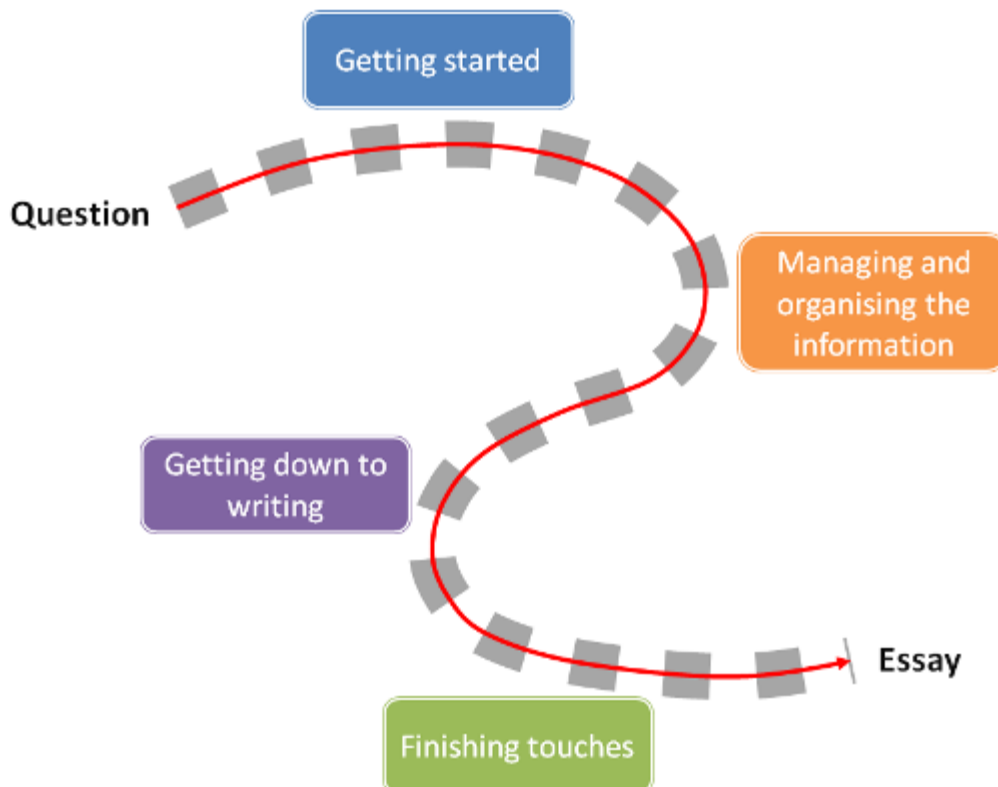 Getting started
Question
Managing and
organising the
information
Getting down to
writing
Essay
Finishing touches